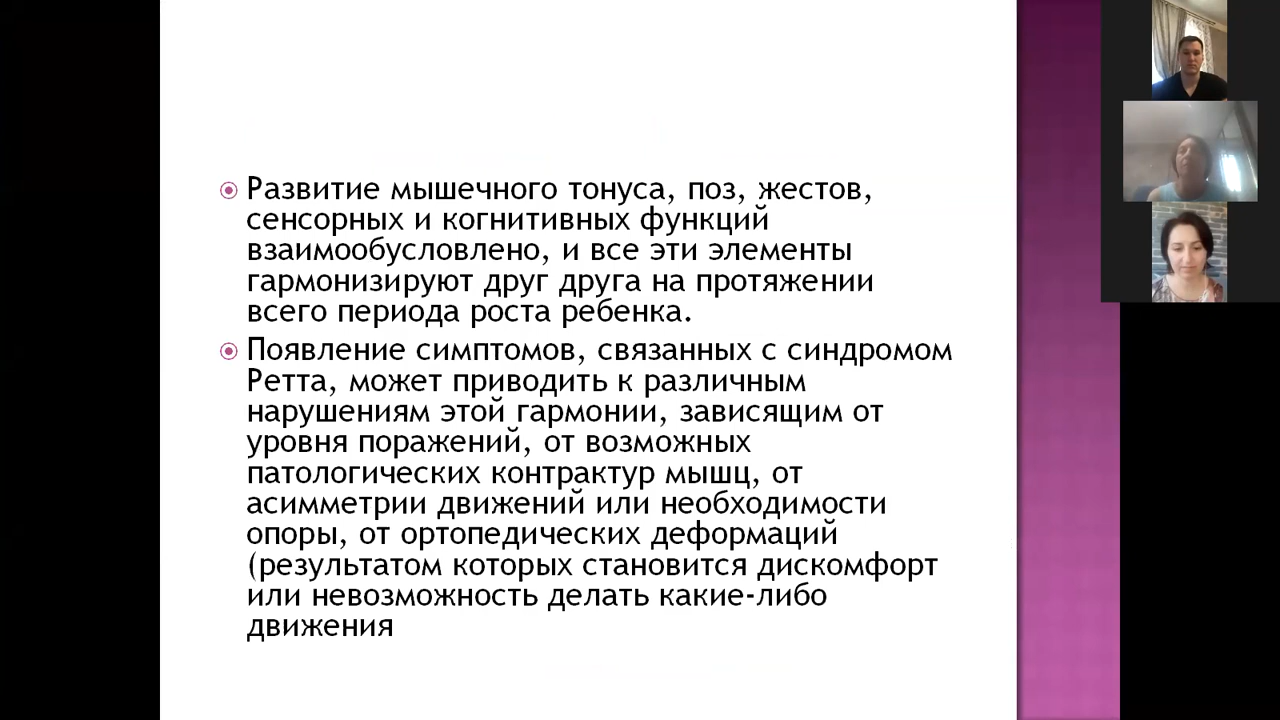 Развитие мышечного тонуса, поз, жестов,
сенсорных и когнитивных функций
взаимообусловлено, и все эти элементы
гармонизируют друг друга на протяжении
всего периода роста ребенка.
Появление симптомов, связанных с синдромом
Ретта, может приводить к различным
нарушениям этой гармонии, зависящим от
уровня поражений, от возможных
патологических контрактур мышц, от
асимметрии движений или необходимости
опоры, от ортопедических деформаций
(результатом которых становится дискомфорт
или невозможность делать какие-либо
движения